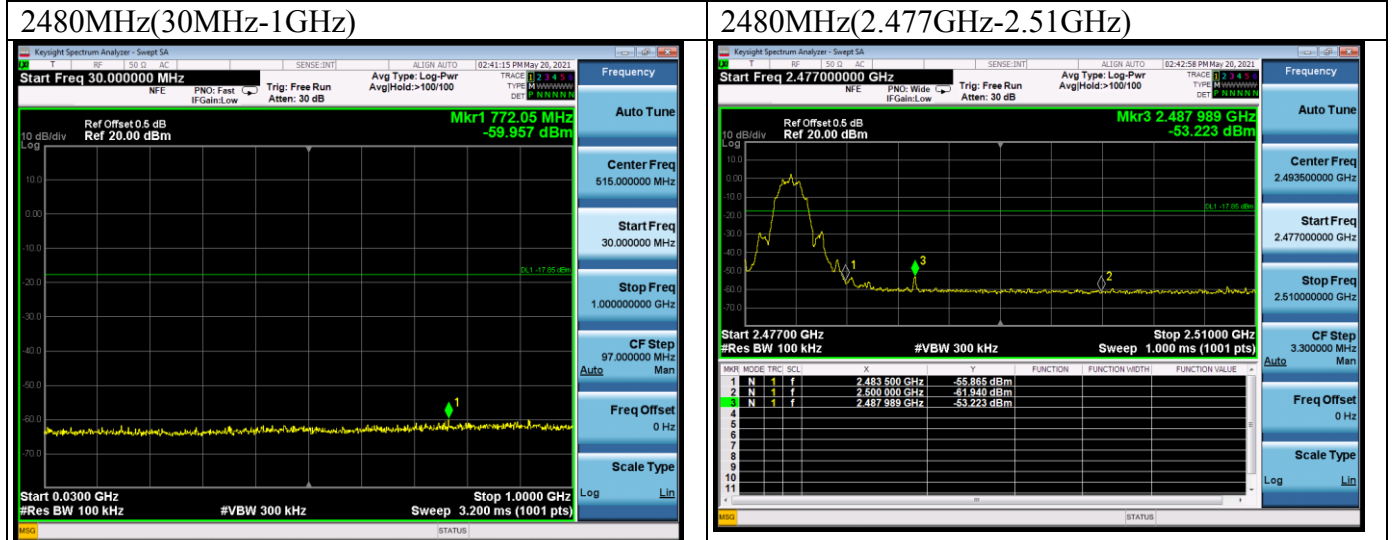 2480MHz(30MHz-1GHz)
Keysight Spectrum Analyzer - Swept SA
T RF 50 Ω AC SENSE:INT ALIGN AUTO 02:41:15 PM May 20, 2021
Start Freq 30.000000 MHz
NFE
PNO: Fast
IFGain:Low
Trig: Free Run
Atten: 30 dB
Avg Type: Log-Pwr
Avg|Hold:>100/100
TRACE 1 2 3 4 5 6
TYPE M W W W W W
DET P N N N N N
Ref Offset 0.5 dB
10 dB/div Ref 20.00 dBm
Log
Mkr1 772.05 MHz
-59.957 dBm
10.0
0.00
-10.0
DL1 -17.85 dBm
-20.0
-30.0
-40.0
-50.0
1
-60.0
-70.0
Start 0.0300 GHz Stop 1.0000 GHz
#Res BW 100 kHz #VBW 300 kHz Sweep 3.200 ms (1001 pts)
MSG STATUS
Frequency
Auto Tune
Center Freq
515.000000 MHz
Start Freq
30.000000 MHz
Stop Freq
1.000000000 GHz
CF Step
97.000000 MHz
Auto Man
Freq Offset
0 Hz
Scale Type
Log Lin
2480MHz(2.477GHz-2.51GHz)
Keysight Spectrum Analyzer - Swept SA
T RF 50 Ω AC SENSE:INT ALIGN AUTO 02:42:58 PM May 20, 2021
Start Freq 2.477000000 GHz
NFE
PNO: Wide
IFGain:Low
Trig: Free Run
Atten: 30 dB
Avg Type: Log-Pwr
Avg|Hold:>100/100
TRACE 1 2 3 4 5 6
TYPE M W W W W W
DET P N N N N N
Ref Offset 0.5 dB
10 dB/div Ref 20.00 dBm
Log
Mkr3 2.487 989 GHz
-53.223 dBm
10.0
0.00
-10.0
DL1 -17.85 dBm
-20.0
-30.0
-40.0
-50.0
1
3
2
-60.0
-70.0
Start 2.47700 GHz Stop 2.51000 GHz
#Res BW 100 kHz #VBW 300 kHz Sweep 1.000 ms (1001 pts)
MKR MODE TRC SCL X Y FUNCTION FUNCTION WIDTH FUNCTION VALUE
1 N 1 f 2.483 500 GHz -55.865 dBm
2 N 1 f 2.500 000 GHz -61.940 dBm
3 N 1 f 2.487 989 GHz -53.223 dBm
4
5
6
7
8
9
10
11
MSG STATUS
Frequency
Auto Tune
Center Freq
2.493500000 GHz
Start Freq
2.477000000 GHz
Stop Freq
2.510000000 GHz
CF Step
3.300000 MHz
Auto Man
Freq Offset
0 Hz
Scale Type
Log Lin